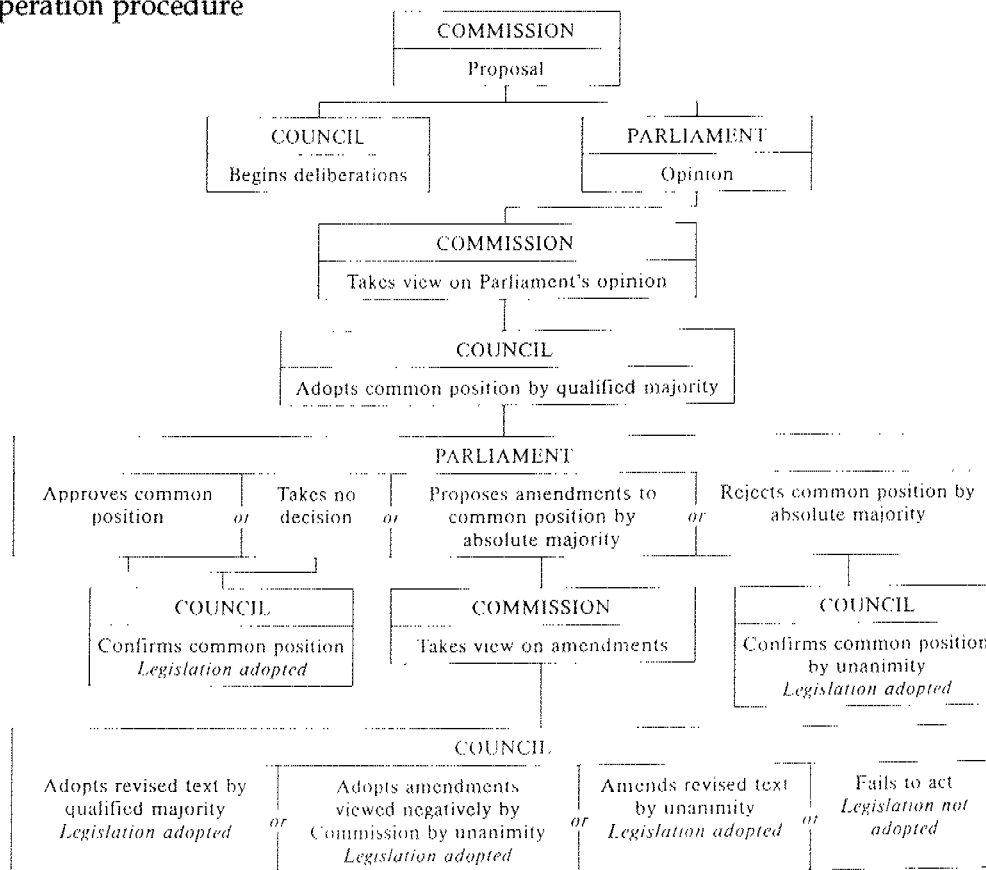 peration procedure
COMMISSION
Proposal
COUNCIL
Begins deliberations
PARLIAMENT
Opinion
COMMISSION
Takes view on Parliament's opinion
COUNCIL
Adopts common position by qualified majority
PARLIAMENT
Approves common
position
or
Takes no
decision
or
Proposes amendments to
common position by
absolute majority
or
Rejects common position by
absolute majority
COUNCIL
Confirms common position
Legislation adopted
COMMISSION
Takes view on amendments
COUNCIL
Confirms common position
by unanimity
Legislation adopted
COUNCIL
Adopts revised text by
qualified majority
Legislation adopted
or
Adopts amendments
viewed negatively by
Commission by unanimity
Legislation adopted
or
Amends revised text
by unanimity
Legislation adopted
or
Fails to act
Legislation not
adopted